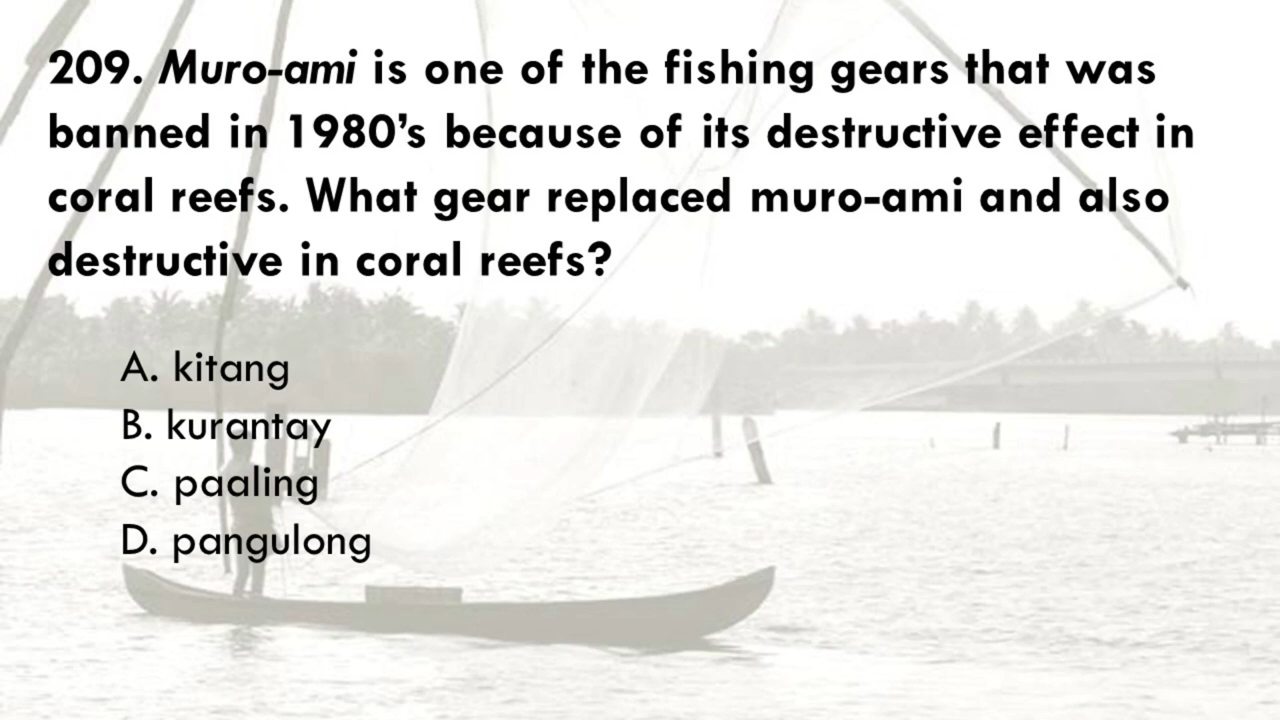 209. Muro-ami is one of the fishing gears that was
banned in 1980’s because of its destructive effect in
coral reefs. What gear replaced muro-ami and also
destructive in coral reefs?
A. kitang
B. kurantay
C. paaling
D. pangulong